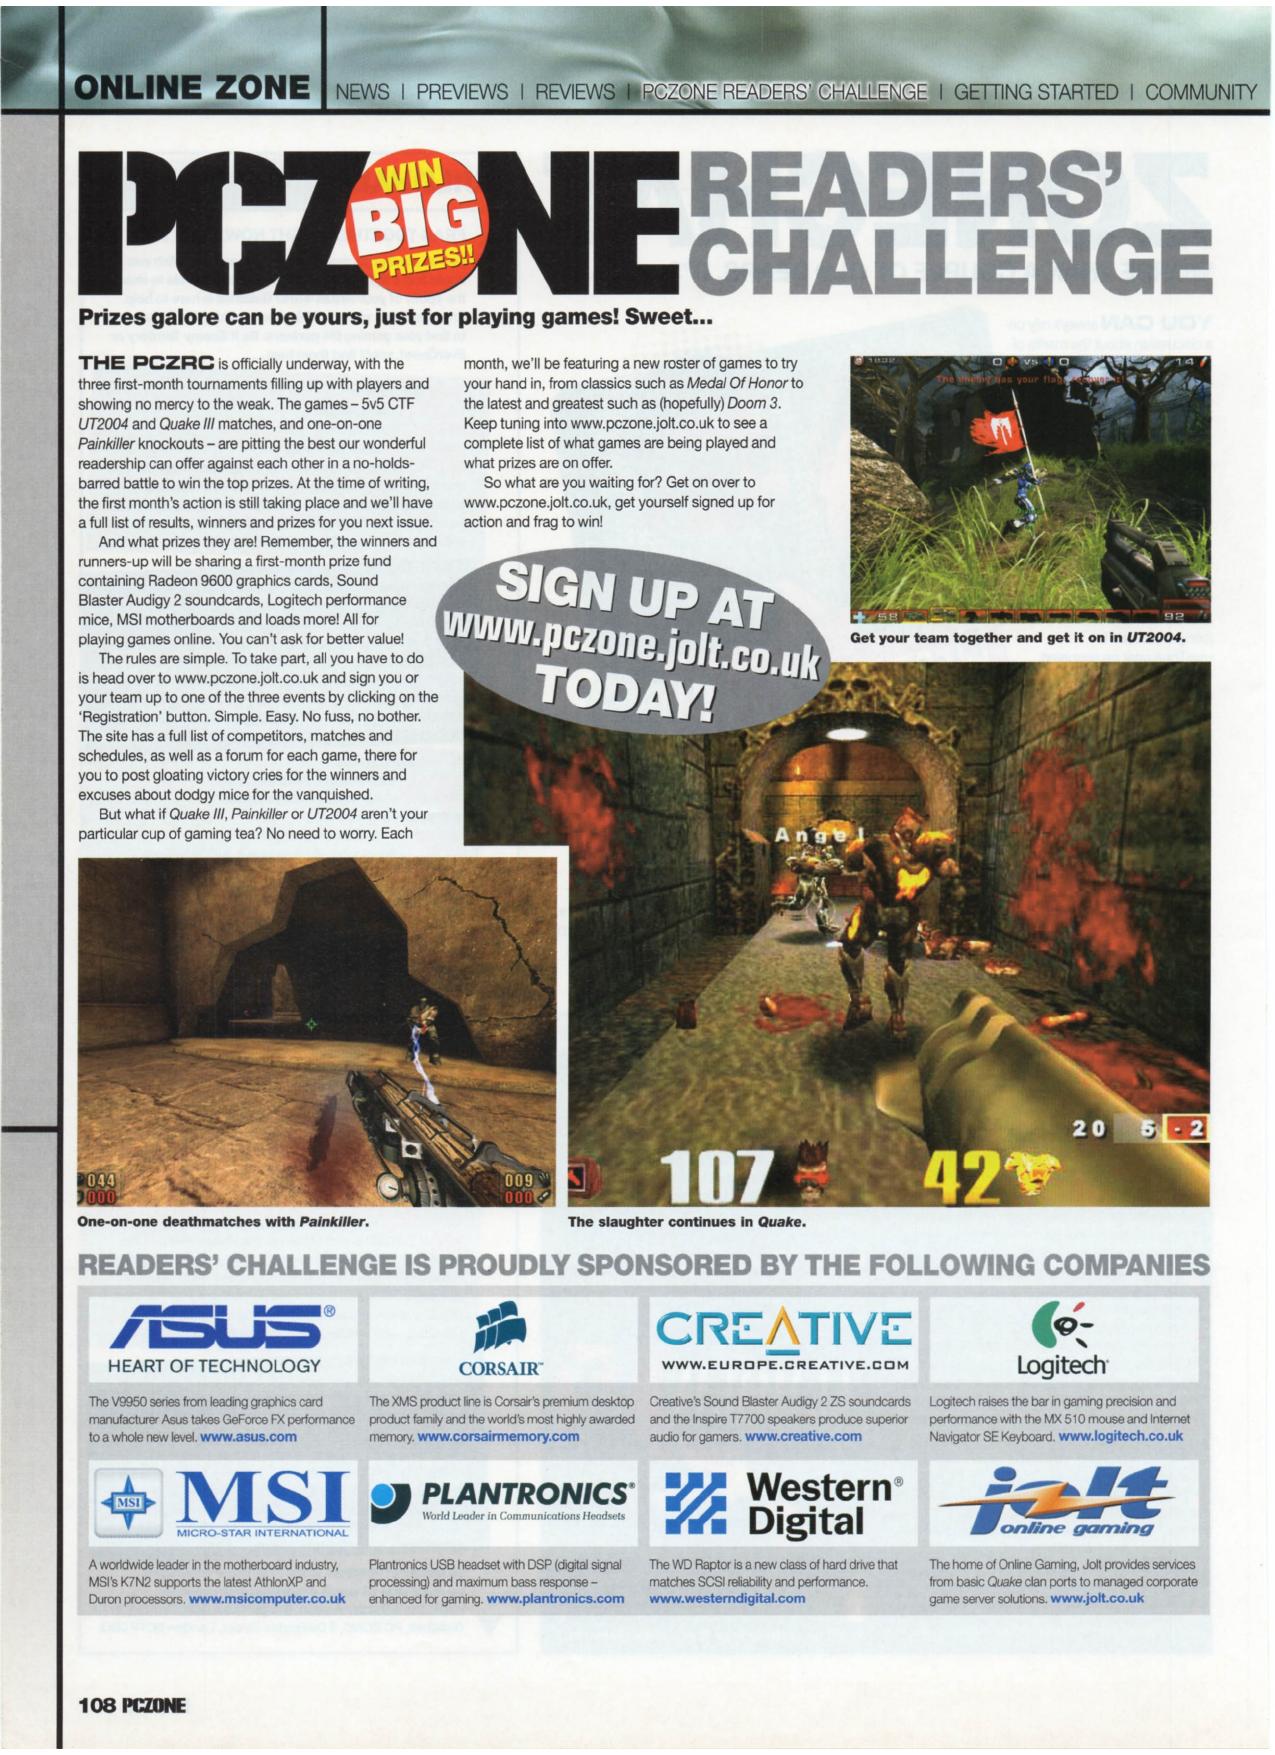 ONLINE ZONE
NEWS | PREVIEWS | REVIEWS | PCZONE READERS' CHALLENGE | GETTING STARTED | COMMUNITY
PCZONE
WIN
BIG
PRIZES!!
READERS'
CHALLENGE
Prizes galore can be yours, just for playing games! Sweet...
THE PCZRC is officially underway, with the
three first-month tournaments filling up with players and
showing no mercy to the weak. The games – 5v5 CTF
UT2004 and Quake III matches, and one-on-one
Painkiller knockouts – are pitting the best our wonderful
readership can offer against each other in a no-holds-
barred battle to win the top prizes. At the time of writing,
the first month's action is still taking place and we'll have
a full list of results, winners and prizes for you next issue.
And what prizes they are! Remember, the winners and
runners-up will be sharing a first-month prize fund
containing Radeon 9600 graphics cards, Sound
Blaster Audigy 2 soundcards, Logitech performance
mice, MSI motherboards and loads more! All for
playing games online. You can't ask for better value!
The rules are simple. To take part, all you have to do
is head over to www.pczone.jolt.co.uk and sign you or
your team up to one of the three events by clicking on the
'Registration' button. Simple. Easy. No fuss, no bother.
The site has a full list of competitors, matches and
schedules, as well as a forum for each game, there for
you to post gloating victory cries for the winners and
excuses about dodgy mice for the vanquished.
But what if Quake III, Painkiller or UT2004 aren't your
particular cup of gaming tea? No need to worry. Each
month, we'll be featuring a new roster of games to try
your hand in, from classics such as Medal Of Honor to
the latest and greatest such as (hopefully) Doom 3.
Keep tuning into www.pczone.jolt.co.uk to see a
complete list of what games are being played and
what prizes are on offer.
So what are you waiting for? Get on over to
www.pczone.jolt.co.uk, get yourself signed up for
action and frag to win!
SIGN UP AT
www.pczone.jolt.co.uk
TODAY!
0 vs 0
14
The enemy has your flag, recover it!
58
92
Get your team together and get it on in UT2004.
Angel
20 5 -2
107
42
044
000
009
000
One-on-one deathmatches with Painkiller.
The slaughter continues in Quake.
READERS' CHALLENGE IS PROUDLY SPONSORED BY THE FOLLOWING COMPANIES
ASUS®
HEART OF TECHNOLOGY
The V9950 series from leading graphics card
manufacturer Asus takes GeForce FX performance
to a whole new level. www.asus.com
CORSAIR™
The XMS product line is Corsair's premium desktop
product family and the world's most highly awarded
memory. www.corsairmemory.com
CREATIVE
WWW.EUROPE.CREATIVE.COM
Creative's Sound Blaster Audigy 2 ZS soundcards
and the Inspire T7700 speakers produce superior
audio for gamers. www.creative.com
Logitech
Logitech raises the bar in gaming precision and
performance with the MX 510 mouse and Internet
Navigator SE Keyboard. www.logitech.co.uk
MSI
MSI
MICRO-STAR INTERNATIONAL
A worldwide leader in the motherboard industry,
MSI's K7N2 supports the latest AthlonXP and
Duron processors. www.msicomputer.co.uk
PLANTRONICS®
World Leader in Communications Headsets
Plantronics USB headset with DSP (digital signal
processing) and maximum bass response –
enhanced for gaming. www.plantronics.com
Western®
Digital
The WD Raptor is a new class of hard drive that
matches SCSI reliability and performance.
www.westerndigital.com
jolt
online gaming
The home of Online Gaming, Jolt provides services
from basic Quake clan ports to managed corporate
game server solutions. www.jolt.co.uk
108 PCZONE